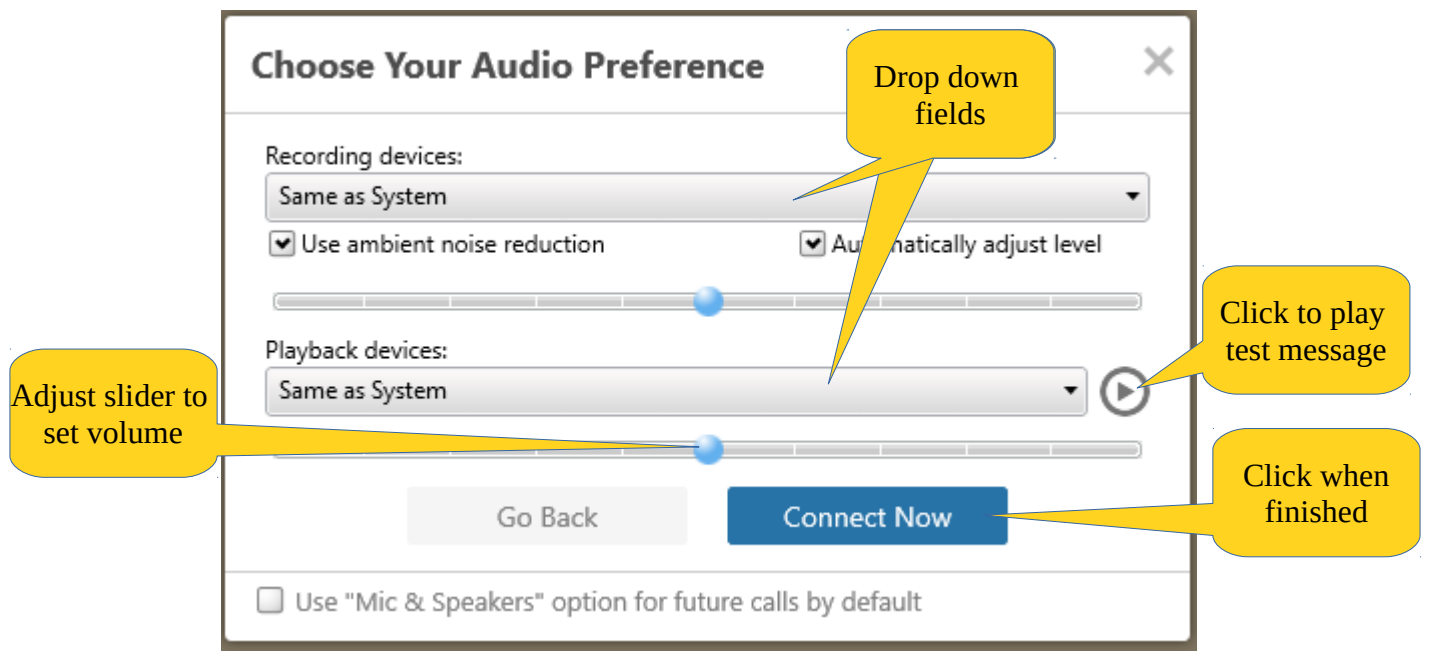 Choose Your Audio Preference
Drop down
fields
Recording devices:
Same as System
Use ambient noise reduction
Automatically adjust level
Click to play
test message
Playback devices:
Same as System
Adjust slider to
set volume
Go Back
Connect Now
Click when
finished
Use "Mic & Speakers" option for future calls by default